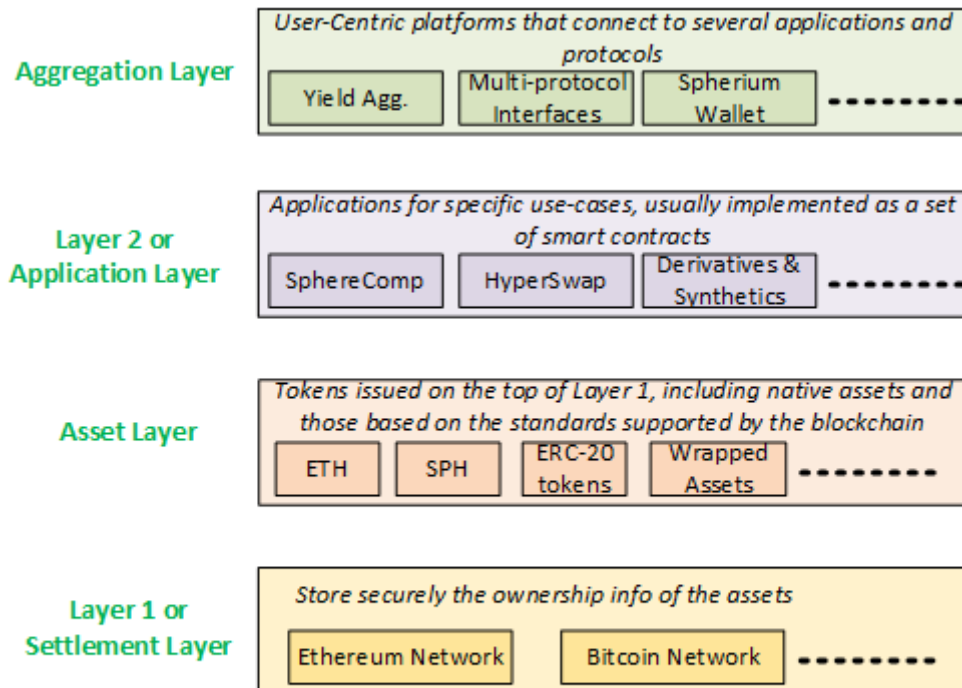 Aggregation Layer
User-Centric platforms that connect to several applications and
protocols
Yield Agg.
Multi-protocol
Interfaces
Spherium
Wallet
Layer 2 or
Application Layer
Applications for specific use-cases, usually implemented as a set
of smart contracts
SphereComp
HyperSwap
Derivatives &
Synthetics
Asset Layer
Tokens issued on the top of Layer 1, including native assets and
those based on the standards supported by the blockchain
ETH
SPH
ERC-20
tokens
Wrapped
Assets
Layer 1 or
Settlement Layer
Store securely the ownership info of the assets
Ethereum Network
Bitcoin Network